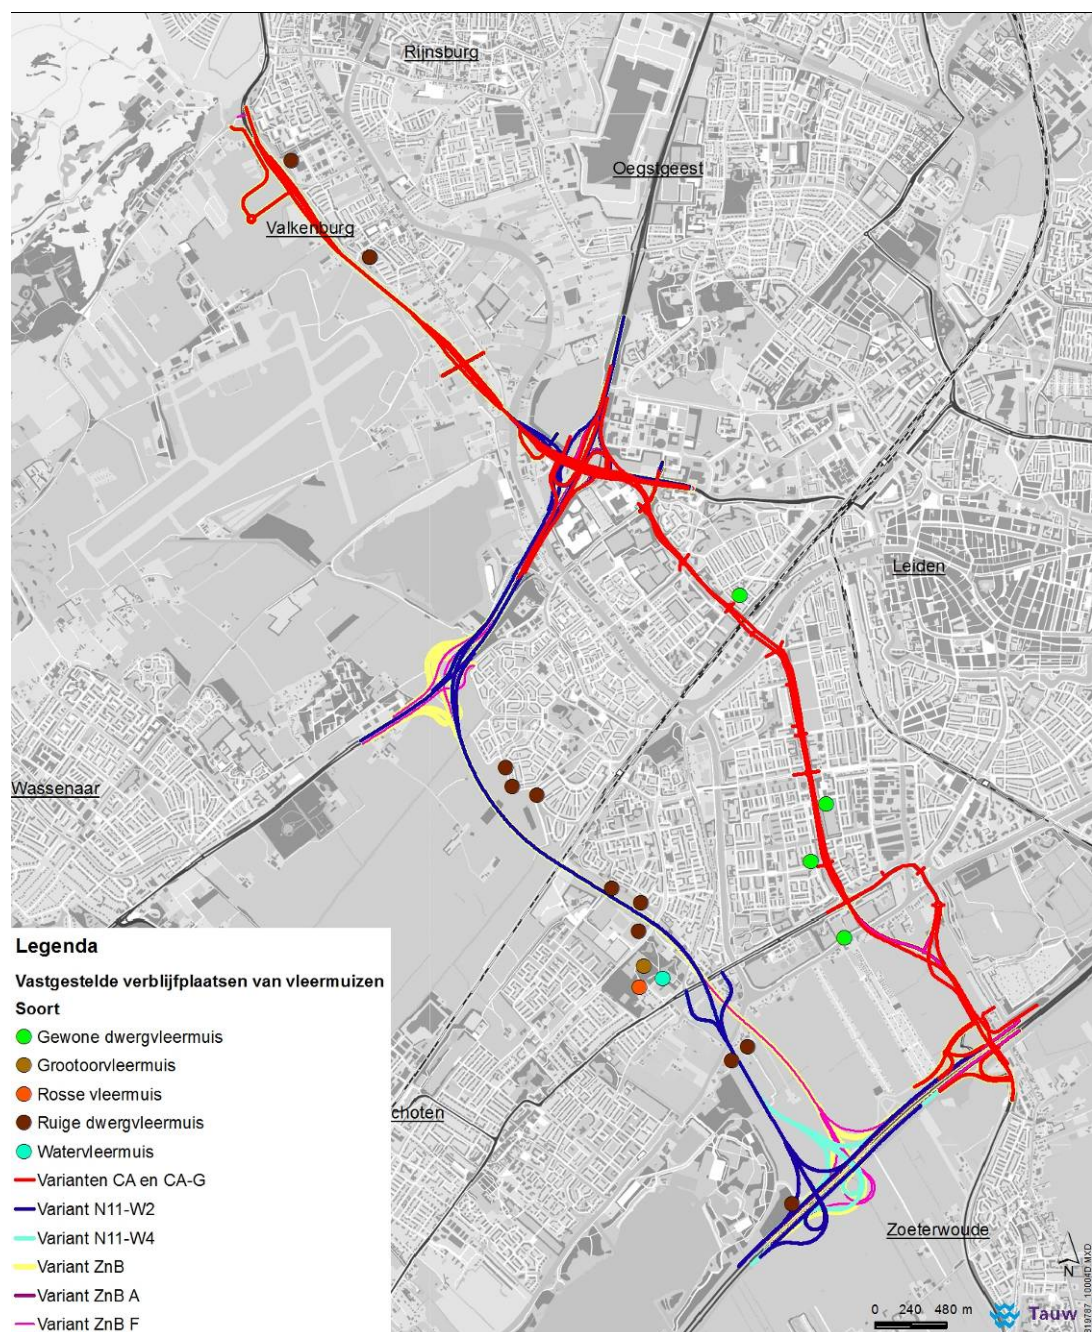 Rijnsburg
Oegstgeest
Valkenburg
Leiden
Wassenaar
choten
Zoeterwoude
Legenda
Vastgestelde verblijfplaatsen van vleermuizen
Soort
Gewone dwergvleermuis
Grootoorvleermuis
Rosse vleermuis
Ruige dwergvleermuis
Watervleermuis
Varianten CA en CA-G
Variant N11-W2
Variant N11-W4
Variant ZnB
Variant ZnB A
Variant ZnB F
0 240 480 m
N
Tauw